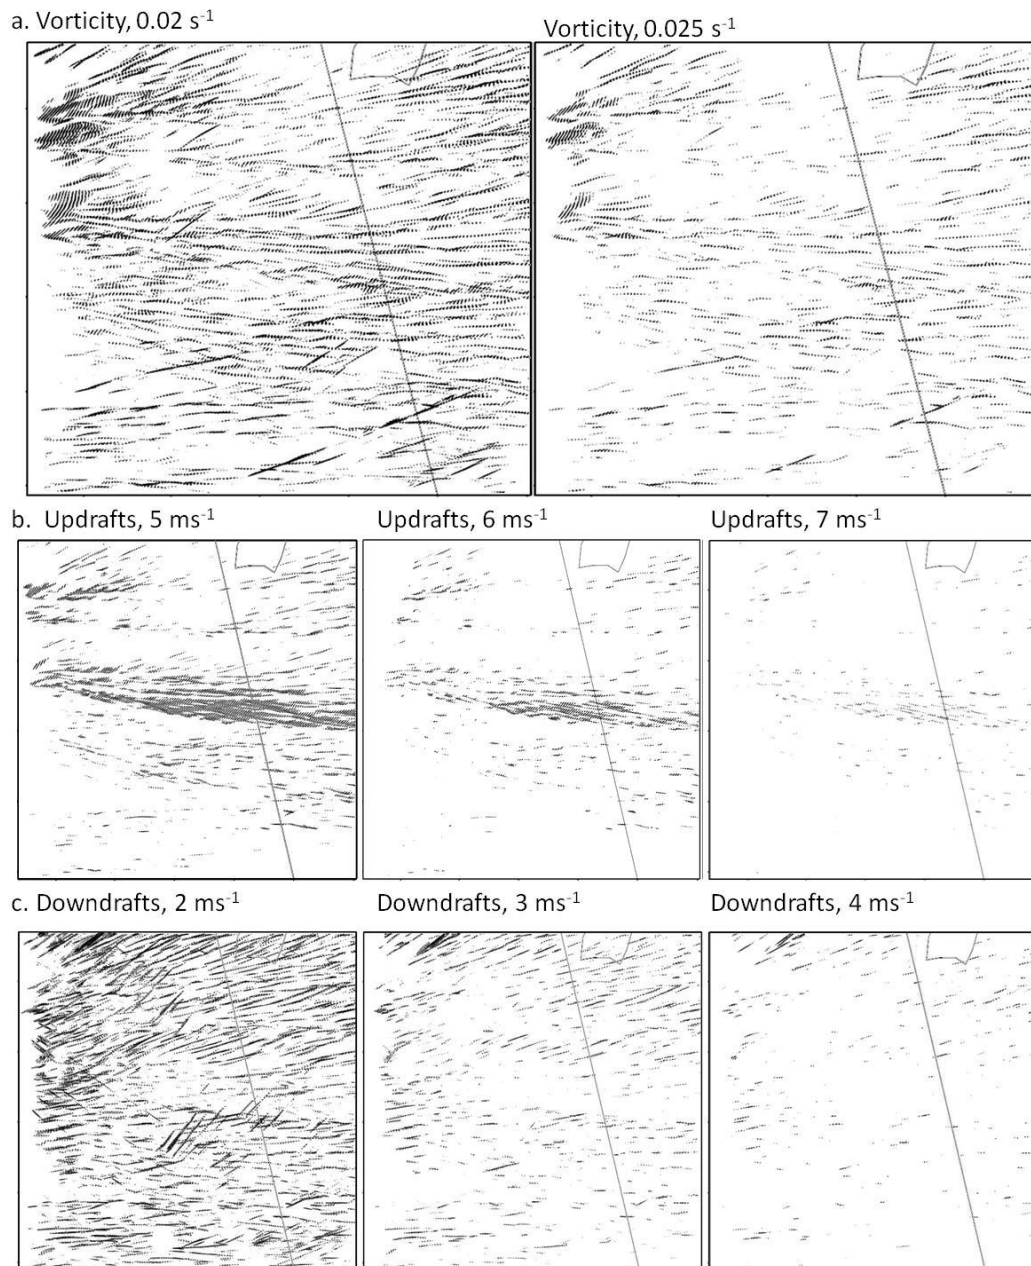 a. Vorticity, 0.02 s⁻¹
Vorticity, 0.025 s⁻¹
b. Updrafts, 5 ms⁻¹
Updrafts, 6 ms⁻¹
Updrafts, 7 ms⁻¹
c. Downdrafts, 2 ms⁻¹
Downdrafts, 3 ms⁻¹
Downdrafts, 4 ms⁻¹